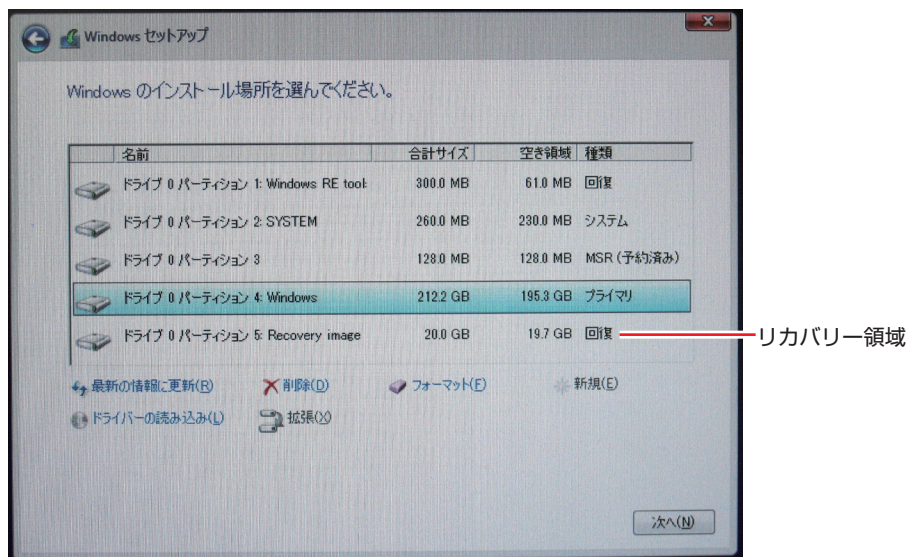 Windows セットアップ
Windows のインストール場所を選んでください。
名前 合計サイズ 空き領域 種類
ドライブ 0 パーティション 1: Windows RE tool 300.0 MB 61.0 MB 回復
ドライブ 0 パーティション 2: SYSTEM 260.0 MB 230.0 MB システム
ドライブ 0 パーティション 3 128.0 MB 128.0 MB MSR (予約済み)
ドライブ 0 パーティション 4: Windows 212.2 GB 195.3 GB プライマリ
ドライブ 0 パーティション 5: Recovery image 20.0 GB 19.7 GB 回復
リカバリー領域
最新の情報に更新(R) 削除(D) フォーマット(F) 新規(E)
ドライバーの読み込み(L) 拡張(X)
次へ(N)